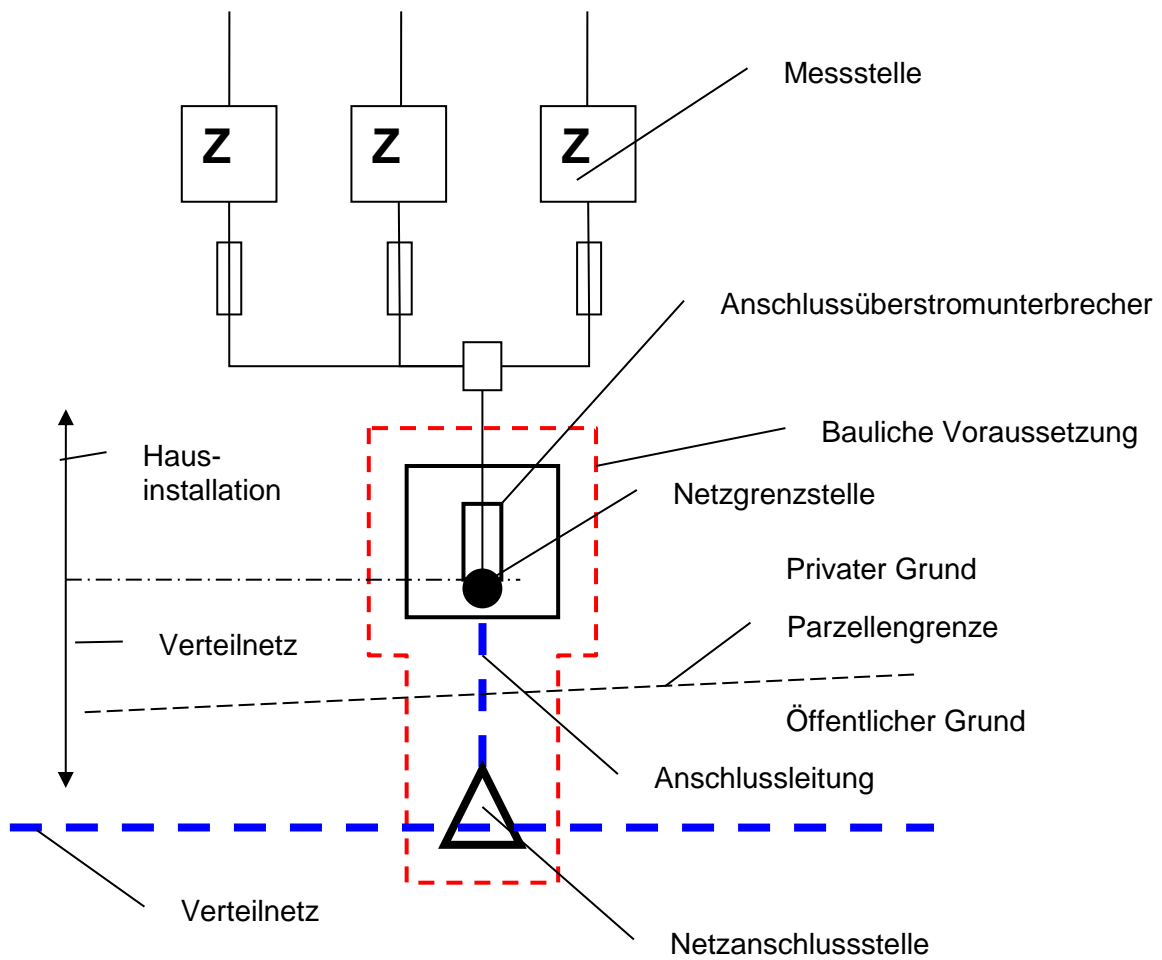 Messstelle
Z Z Z
Anschlussüberstromunterbrecher
Bauliche Voraussetzung
Haus-
installation
Netzgrenzstelle
Privater Grund
Parzellengrenze
Verteilnetz
Öffentlicher Grund
Anschlussleitung
Verteilnetz
Netzanschlussstelle